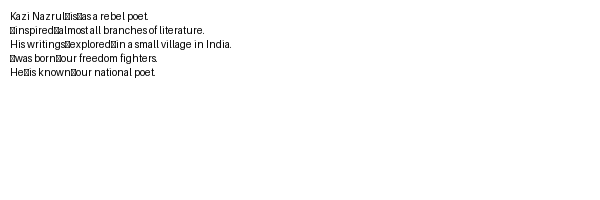 Kazi Nazrul is as a rebel poet.
inspired almost all branches of literature.
His writings explored in a small village in India.
was born our freedom fighters.
He is known our national poet.